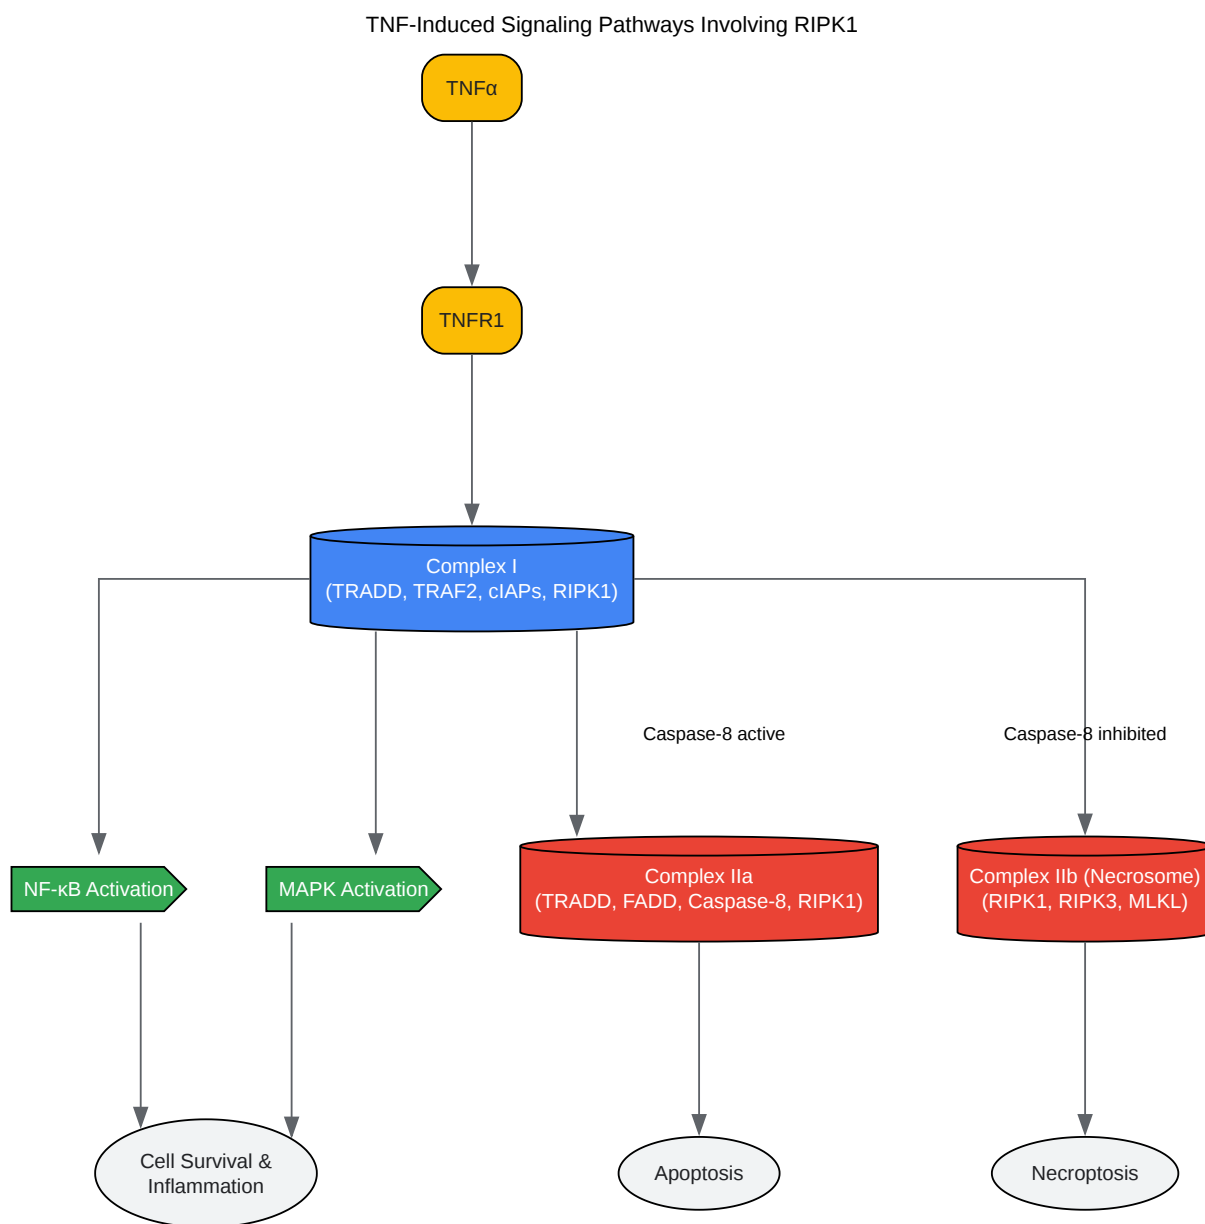 TNF-Induced Signaling Pathways Involving RIPK1
TNFα
TNFR1
Complex I
(TRADD, TRAF2, cIAPs, RIPK1)
Caspase-8 active
Caspase-8 inhibited
NF-κB Activation
MAPK Activation
Complex IIa
(TRADD, FADD, Caspase-8, RIPK1)
Complex IIb (Necrosome)
(RIPK1, RIPK3, MLKL)
Cell Survival &
Inflammation
Apoptosis
Necroptosis